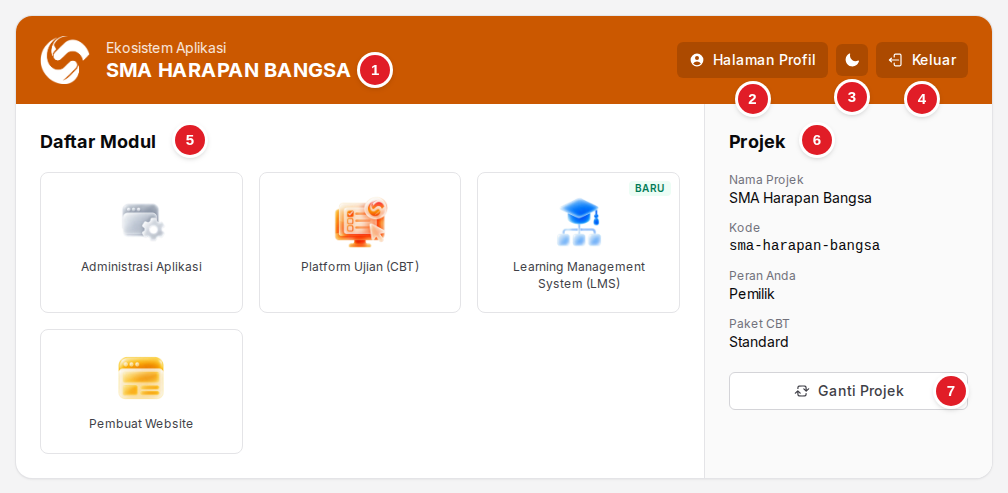 Ekosistem Aplikasi
SMA HARAPAN BANGSA
1
Halaman Profil
Keluar
2
3
4
Daftar Modul
5
BARU
Administrasi Aplikasi
Platform Ujian (CBT)
Learning Management
System (LMS)
Pembuat Website
Projek
6
Nama Projek
SMA Harapan Bangsa
Kode
sma-harapan-bangsa
Peran Anda
Pemilik
Paket CBT
Standard
Ganti Projek
7